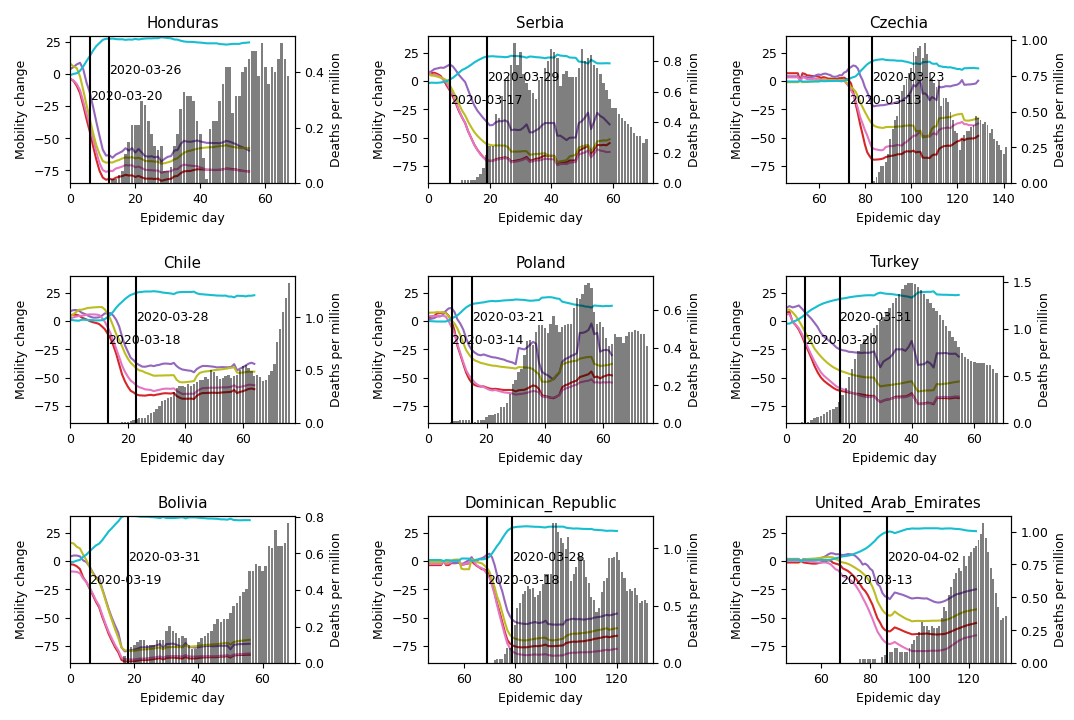 Honduras
25
0
−25
−50
−75
Mobility change
2020-03-26
2020-03-20
0.4
0.2
0.0
Deaths per million
0 20 40 60
Epidemic day
Serbia
25
0
−25
−50
−75
Mobility change
2020-03-29
2020-03-17
0.8
0.6
0.4
0.2
0.0
Deaths per million
0 20 40 60
Epidemic day
Czechia
25
0
−25
−50
−75
Mobility change
2020-03-23
2020-03-13
1.00
0.75
0.50
0.25
0.00
Deaths per million
60 80 100 120 140
Epidemic day
Chile
25
0
−25
−50
−75
Mobility change
2020-03-28
2020-03-18
1.0
0.5
0.0
Deaths per million
0 20 40 60
Epidemic day
Poland
25
0
−25
−50
−75
Mobility change
2020-03-21
2020-03-14
0.6
0.4
0.2
0.0
Deaths per million
0 20 40 60
Epidemic day
Turkey
25
0
−25
−50
−75
Mobility change
2020-03-31
2020-03-20
1.5
1.0
0.5
0.0
Deaths per million
0 20 40 60
Epidemic day
Bolivia
25
0
−25
−50
−75
Mobility change
2020-03-31
2020-03-19
0.8
0.6
0.4
0.2
0.0
Deaths per million
0 20 40 60
Epidemic day
Dominican_Republic
25
0
−25
−50
−75
Mobility change
2020-03-28
2020-03-18
1.0
0.5
0.0
Deaths per million
60 80 100 120
Epidemic day
United_Arab_Emirates
25
0
−25
−50
−75
Mobility change
2020-04-02
2020-03-13
1.00
0.75
0.50
0.25
0.00
Deaths per million
60 80 100 120
Epidemic day